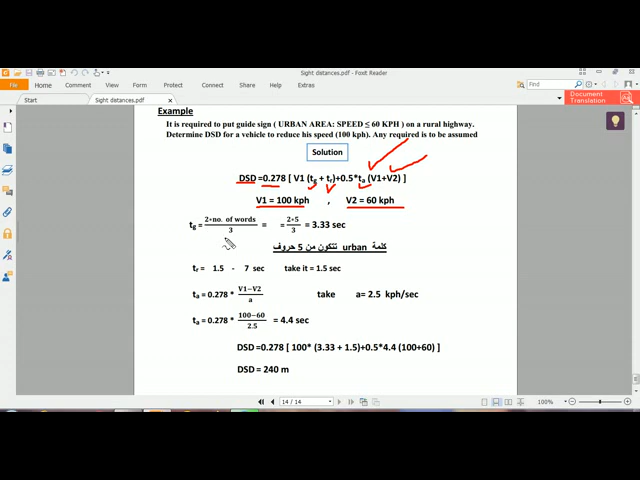 Sight distances.pdf - Foxit Reader
File Home Comment View Form Protect Connect Share Help Extras
Find
Document Translation
Start Sight distances.pdf
Example
It is required to put guide sign ( URBAN AREA: SPEED ≤ 60 KPH ) on a rural highway.
Determine DSD for a vehicle to reduce his speed (100 kph). Any required is to be assumed
Solution
DSD =0.278 [ V1 (tg + tr)+0.5*ta (V1+V2) ]
V1 = 100 kph , V2 = 60 kph
tg = 2*no. of words / 3 = = 2*5 / 3 = 3.33 sec
كلمة urban تتكون من 5 حروف
tr = 1.5 - 7 sec take it = 1.5 sec
ta = 0.278 * V1−V2 / a take a= 2.5 kph/sec
ta = 0.278 * 100−60 / 2.5 = 4.4 sec
DSD =0.278 [ 100* (3.33 + 1.5)+0.5*4.4 (100+60) ]
DSD = 240 m
14 / 14
100%